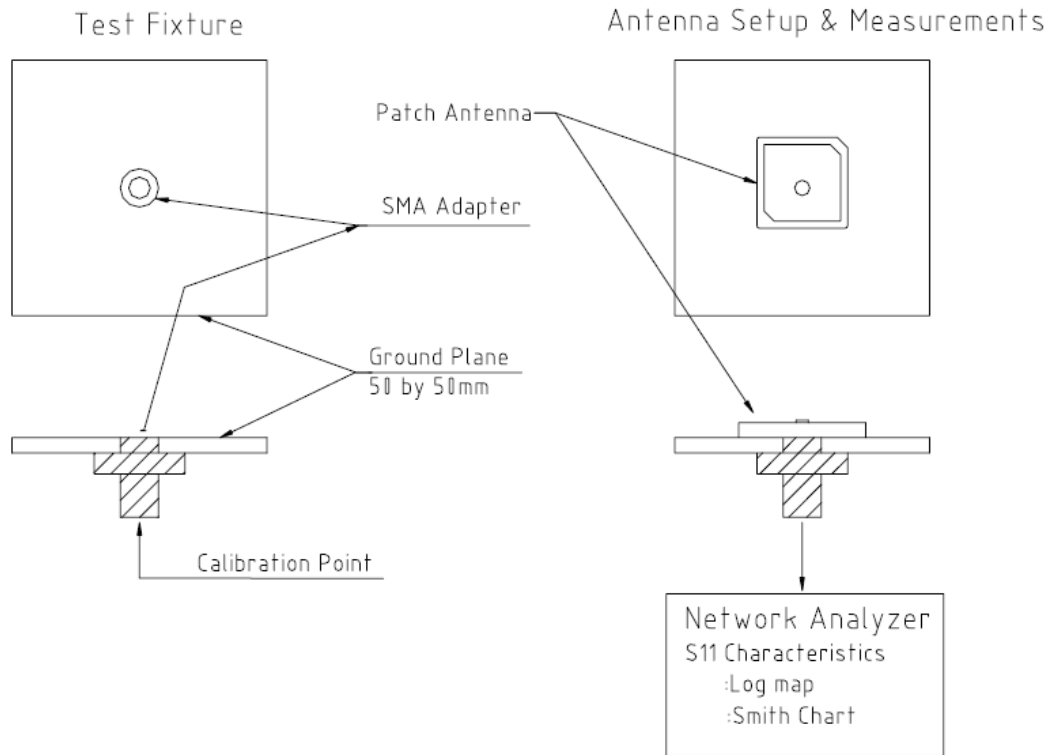 Test Fixture
Antenna Setup & Measurements
Patch Antenna
SMA Adapter
Ground Plane
50 by 50mm
Calibration Point
Network Analyzer
S11 Characteristics
:Log map
:Smith Chart